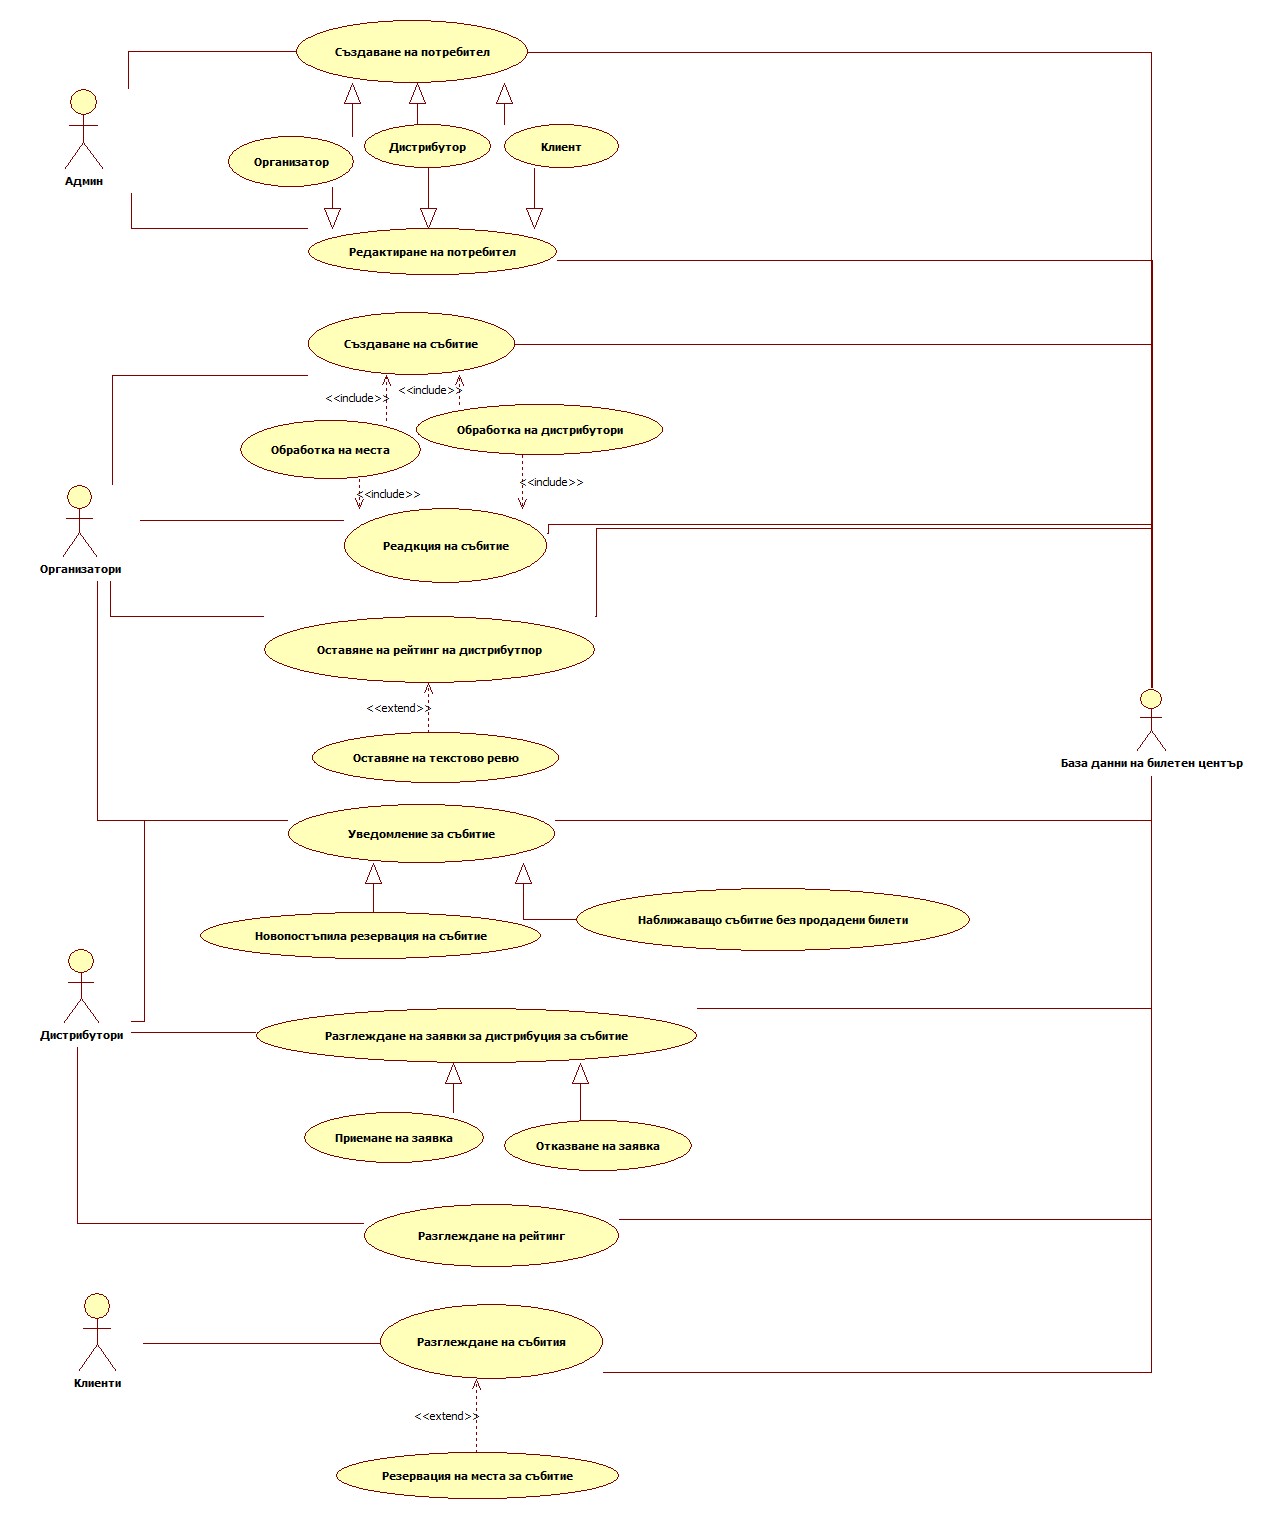 Създаване на потребител
Организатор
Дистрибутор
Клиент
Админ
Редактиране на потребител
Създаване на събитие
<<include>>
<<include>>
Обработка на места
Обработка на дистрибутори
<<include>>
<<include>>
Реадкция на събитие
Организатори
Оставяне на рейтинг на дистрибутпор
<<extend>>
Оставяне на текстово ревю
База данни на билетен център
Уведомление за събитие
Наближаващо събитие без продадени билети
Новопостъпила резервация на събитие
Дистрибутори
Разглеждане на заявки за дистрибуция за събитие
Приемане на заявка
Отказване на заявка
Разглеждане на рейтинг
Разглеждане на събития
Клиенти
<<extend>>
Резервация на места за събитие